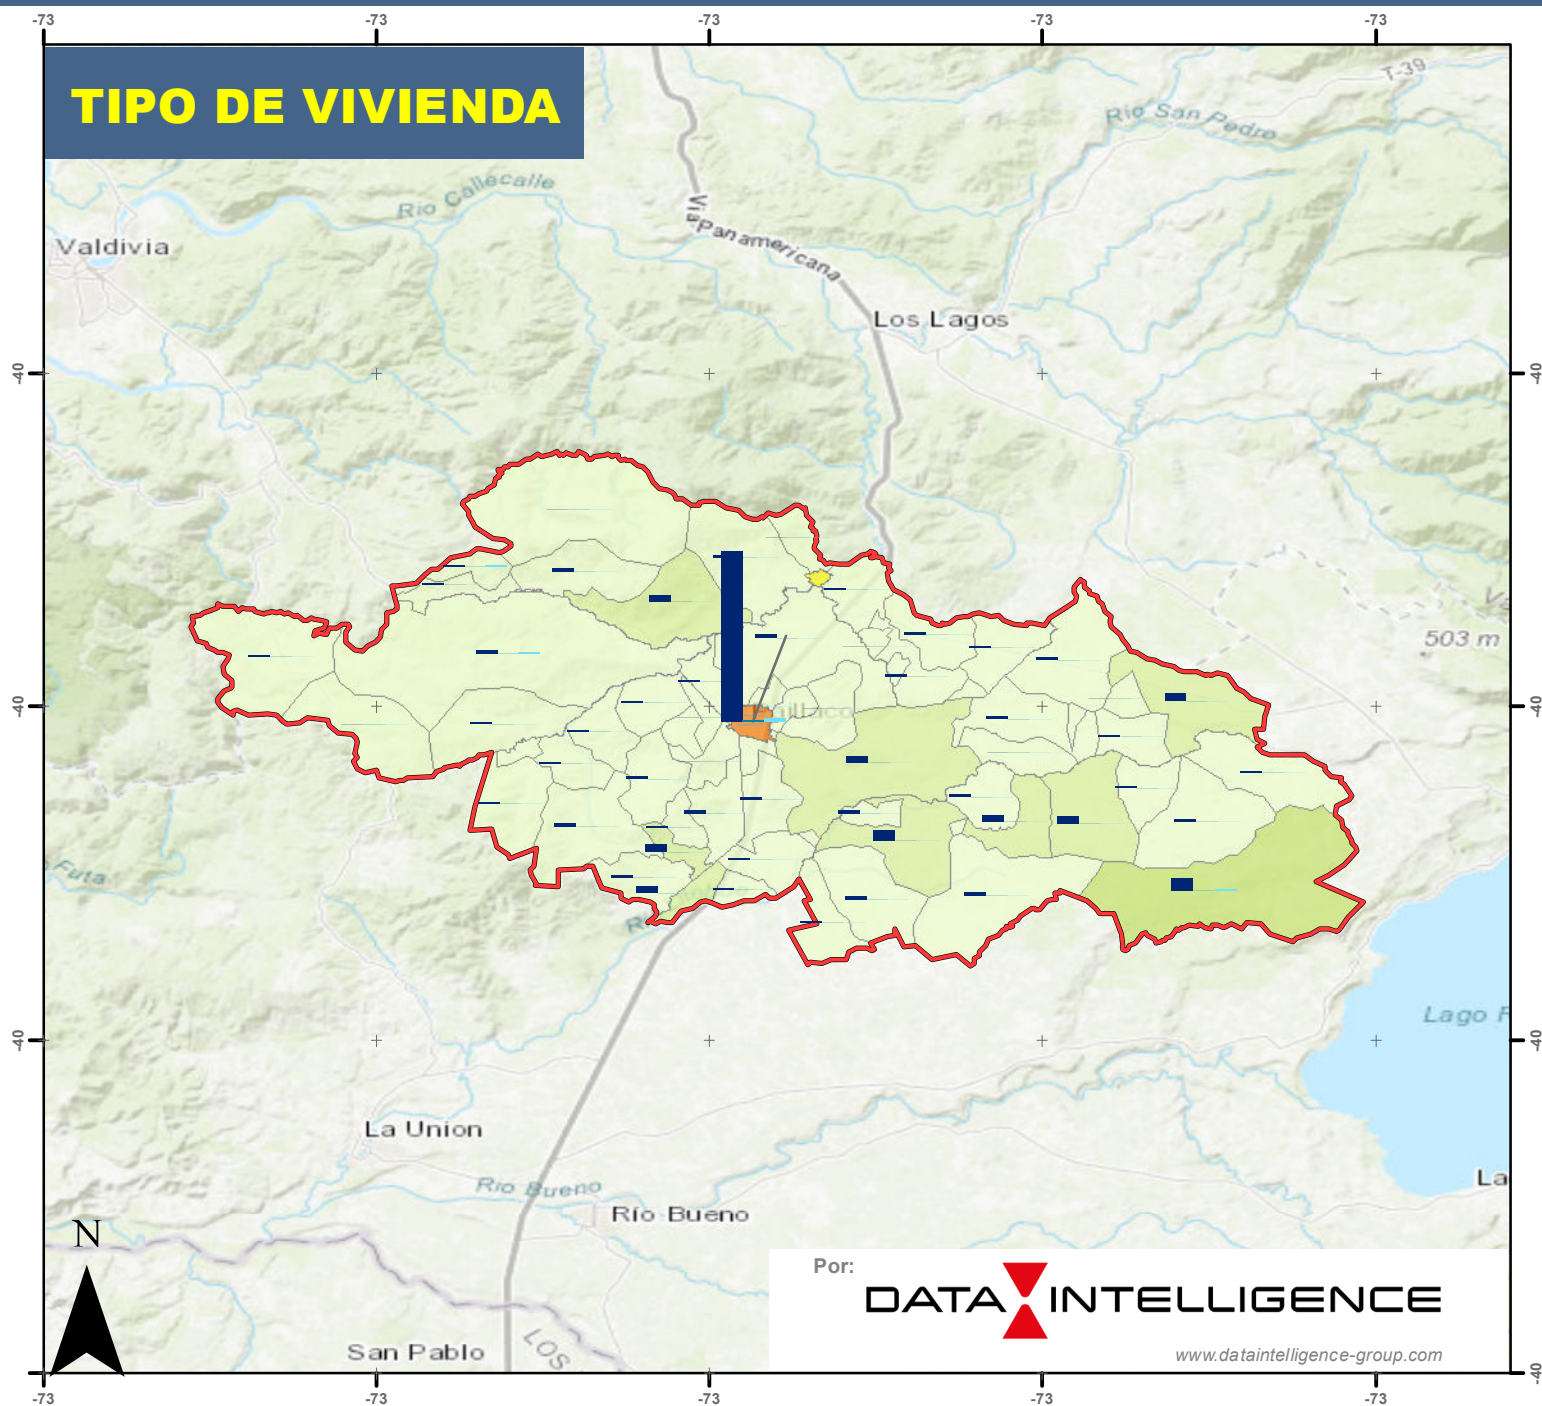 -73 -73 -73 -73 -73
TIPO DE VIVIENDA
T-39
Rio San Pedro
Rio Callecalle
Via Panamericana
Valdivia
Los Lagos
-40 -40
503 m
-40 -40
Paillaco
Futa
-40 -40
Lago
La Union
La
Rio Bueno
Río Bueno
N
Por:
DATA INTELLIGENCE
San Pablo
LOS
www.dataintelligence-group.com
-40
-73 -73 -73 -73 -73